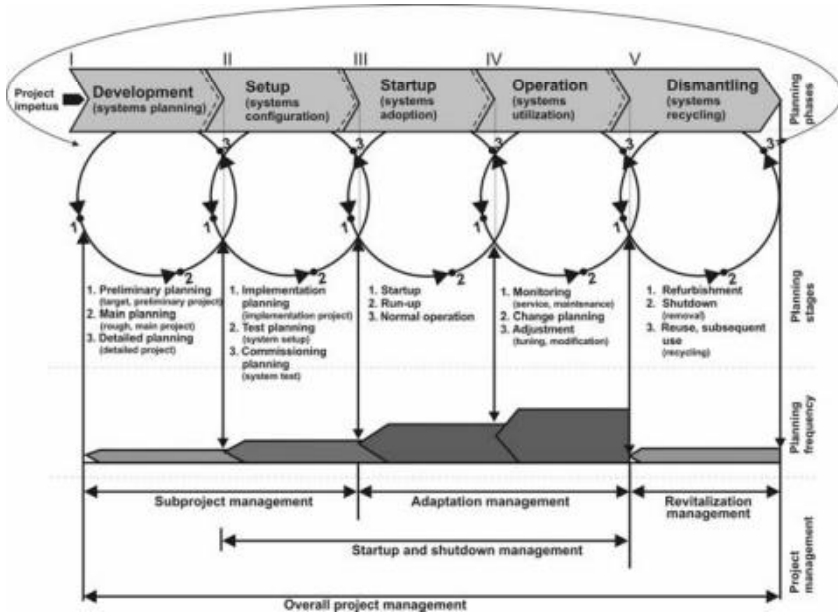 I
II
III
IV
V
Project
impetus
Development
(systems planning)
Setup
(systems
configuration)
Startup
(systems
adoption)
Operation
(systems
utilization)
Dismantling
(systems
recycling)
Planning
phases
3
3
3
3
3
1
1
1
1
1
2
2
2
2
2
1. Preliminary planning
(target, preliminary project)
2. Main planning
(rough, main project)
3. Detailed planning
(detailed project)
1. Implementation
planning
(implementation project)
2. Test planning
(system setup)
3. Commissioning
planning
(system test)
1. Startup
2. Run-up
3. Normal operation
1. Monitoring
(service, maintenance)
2. Change planning
3. Adjustment
(tuning, modification)
1. Refurbishment
2. Shutdown
(removal)
3. Reuse, subsequent
use
(recycling)
Planning
stages
Planning
frequency
Subproject management
Adaptation management
Revitalization
management
Startup and shutdown management
Overall project management
Project
management